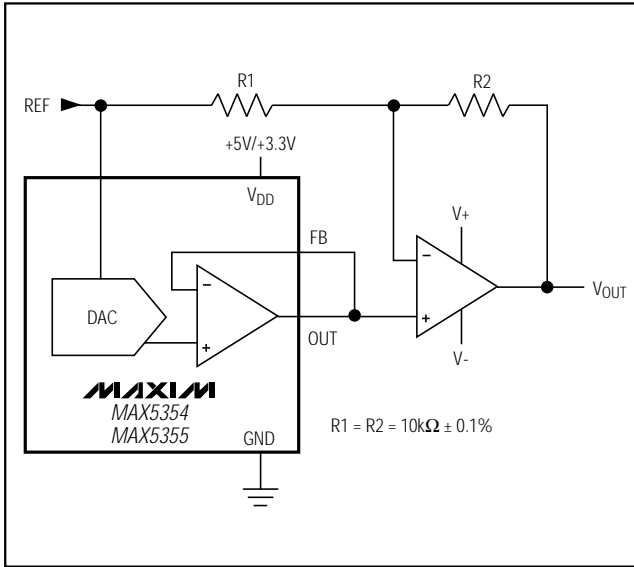 R1
R2
REF
+5V/+3.3V
VDD
FB
V+
DAC
VOUT
OUT
V-
MAXIM
MAX5354
MAX5355
GND
R1 = R2 = 10kΩ ± 0.1%
−
+
−
+